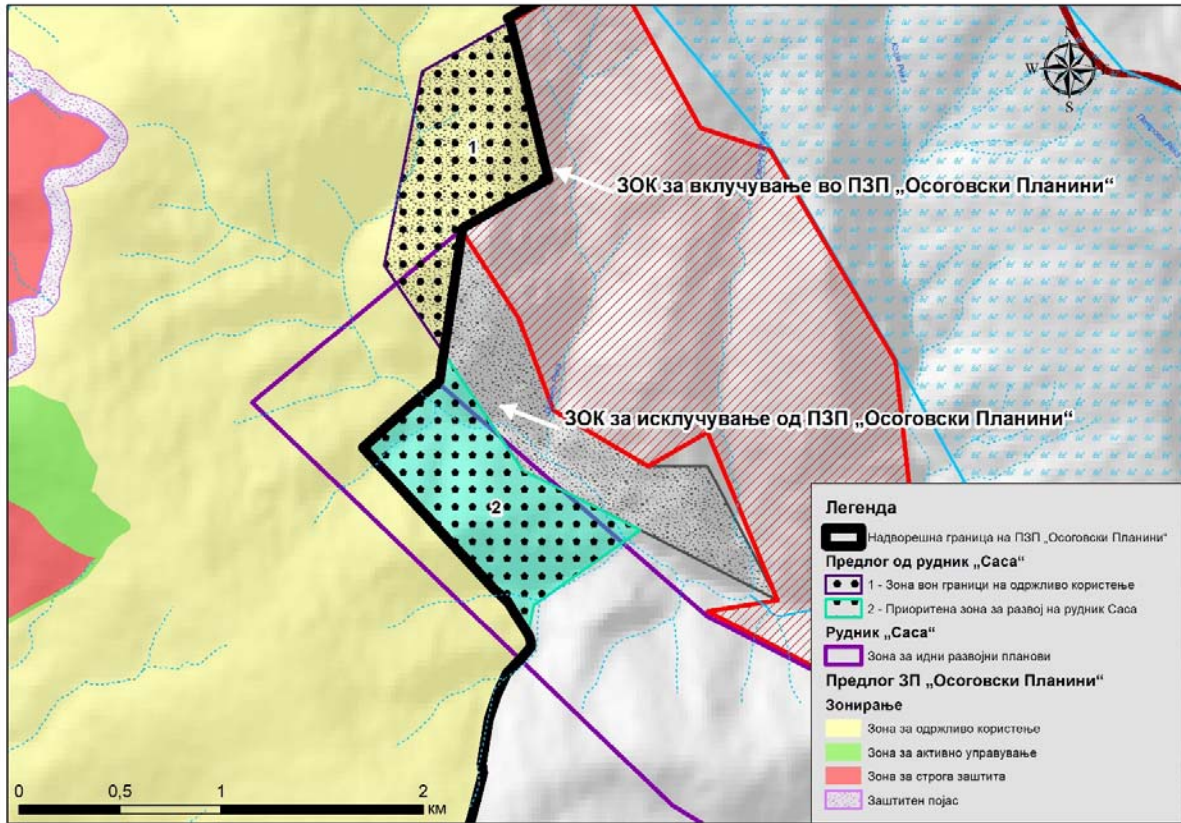 N
W
S
1
ЗОК за вклучување во ПЗП „Осоговски Планини“
ЗОК за исклучување од ПЗП „Осоговски Планини“
2
Легенда
Надворешна граница на ПЗП „Осоговски Планини“
Предлог од рудник „Саса“
1 - Зона вон граници на одржливо користење
2 - Приоритена зона за развој на рудник Саса
Рудник „Саса“
Зона за идни развојни планови
Предлог ЗП „Осоговски Планини“
Зонирање
Зона за одржливо користење
Зона за активно управување
Зона за строга заштита
Заштитен појас
0 0,5 1 2
км